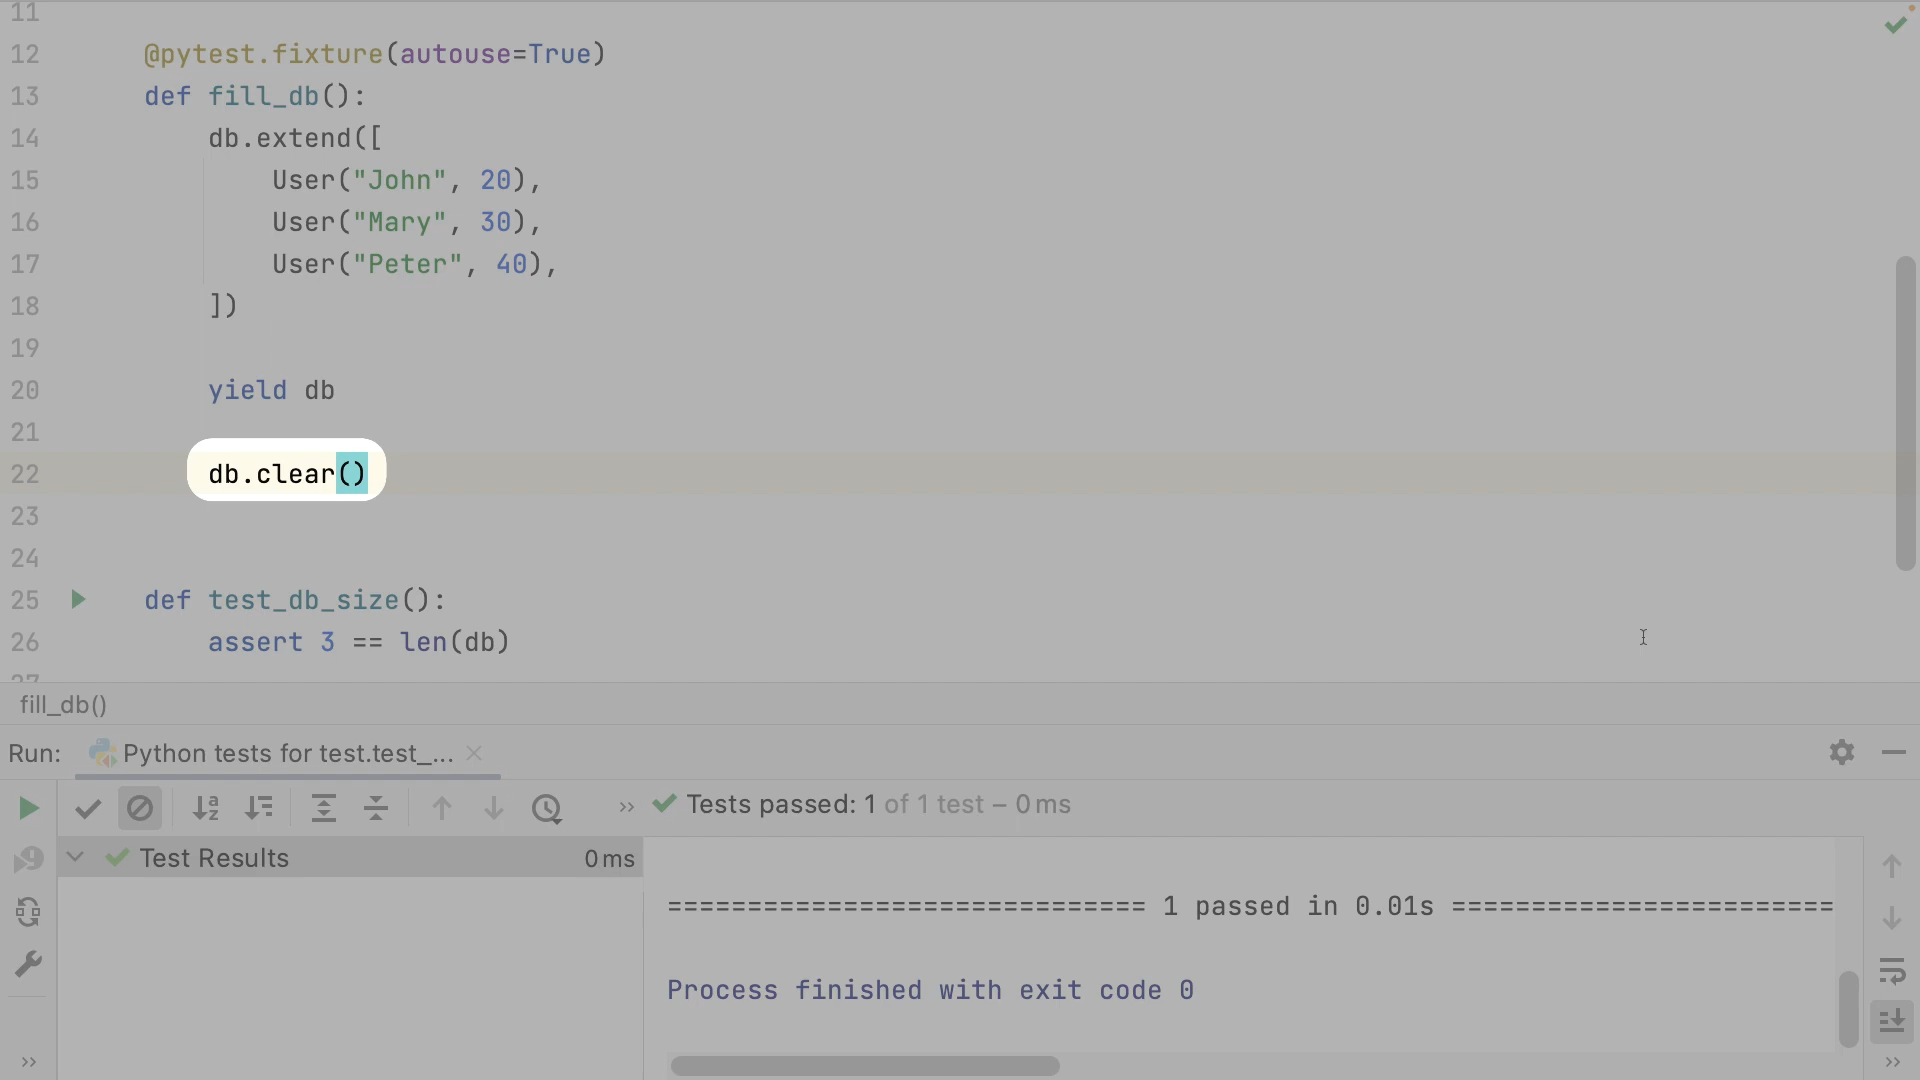 11
12 @pytest.fixture(autouse=True)
13 def fill_db():
14 db.extend([
15 User("John", 20),
16 User("Mary", 30),
17 User("Peter", 40),
18 ])
19
20 yield db
21
22 db.clear()
23
24
25 def test_db_size():
26 assert 3 == len(db)
27
fill_db()
Run: Python tests for test.test_...
Tests passed: 1 of 1 test – 0 ms
Test Results 0 ms
============================== 1 passed in 0.01s ========================
Process finished with exit code 0